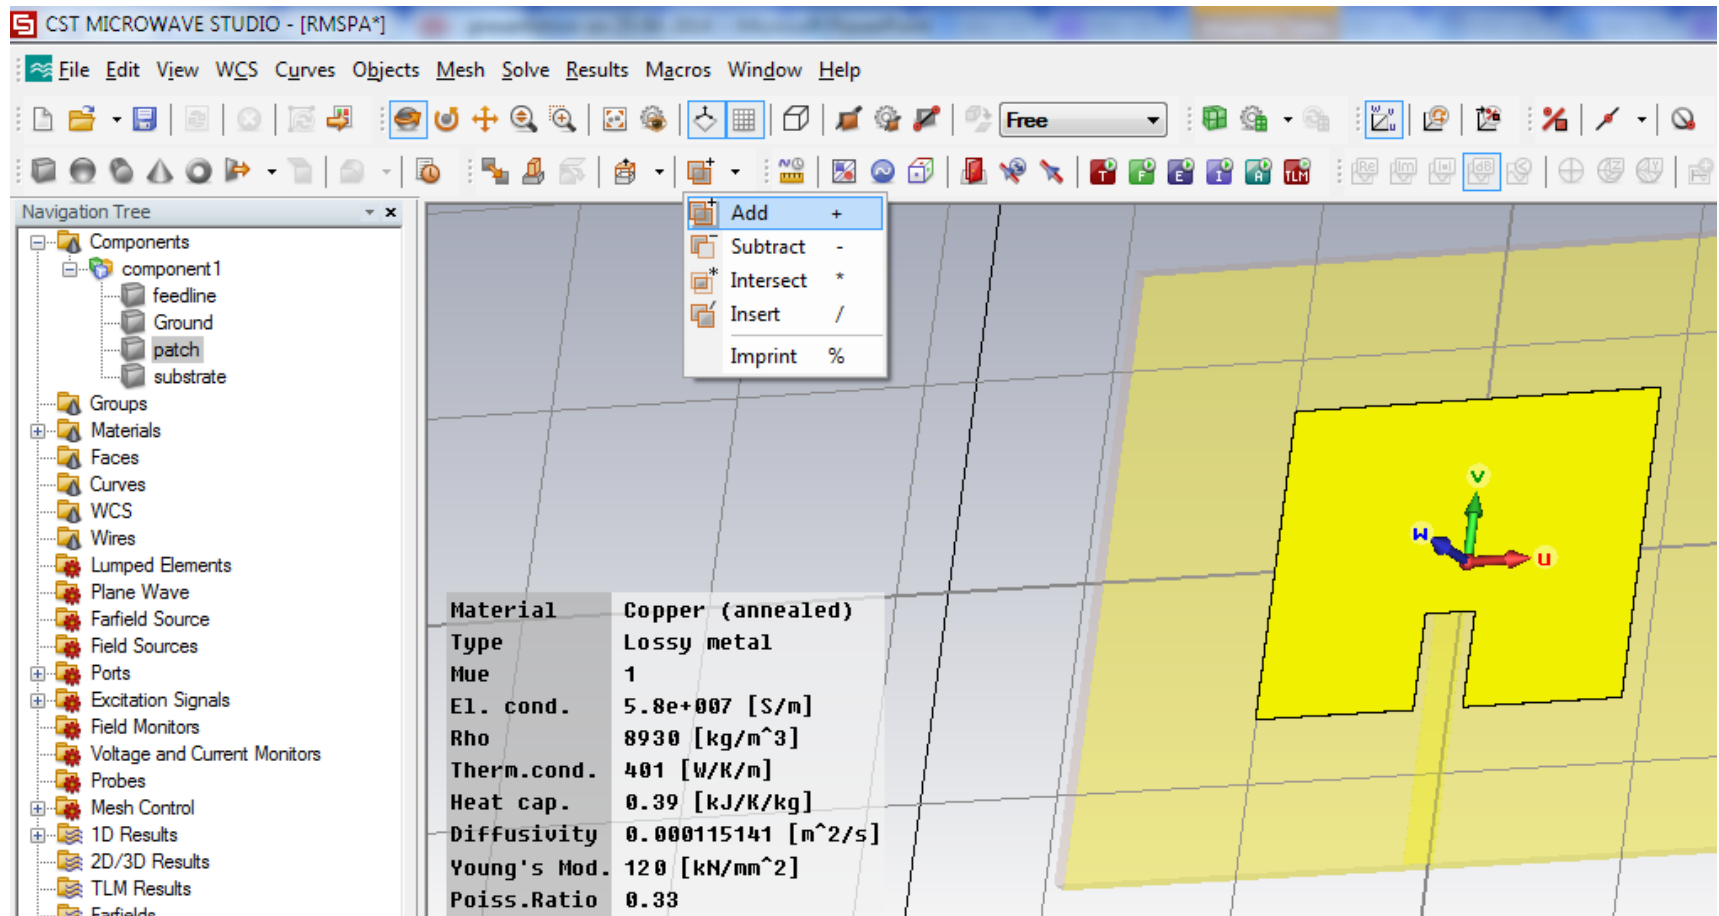 CST MICROWAVE STUDIO - [RMSPA*]
File Edit View WCS Curves Objects Mesh Solve Results Macros Window Help
Free
T F E I A TLM Re Im dB
Navigation Tree
Components
component1
feedline
Ground
patch
substrate
Groups
Materials
Faces
Curves
WCS
Wires
Lumped Elements
Plane Wave
Farfield Source
Field Sources
Ports
Excitation Signals
Field Monitors
Voltage and Current Monitors
Probes
Mesh Control
1D Results
2D/3D Results
TLM Results
Farfields
Add +
Subtract -
Intersect *
Insert /
Imprint %
v
w
u
Material Copper (annealed)
Type Lossy metal
Mue 1
El. cond. 5.8e+007 [S/m]
Rho 8930 [kg/m^3]
Therm.cond. 401 [W/K/m]
Heat cap. 0.39 [kJ/K/kg]
Diffusivity 0.000115141 [m^2/s]
Young's Mod. 120 [kN/mm^2]
Poiss.Ratio 0.33